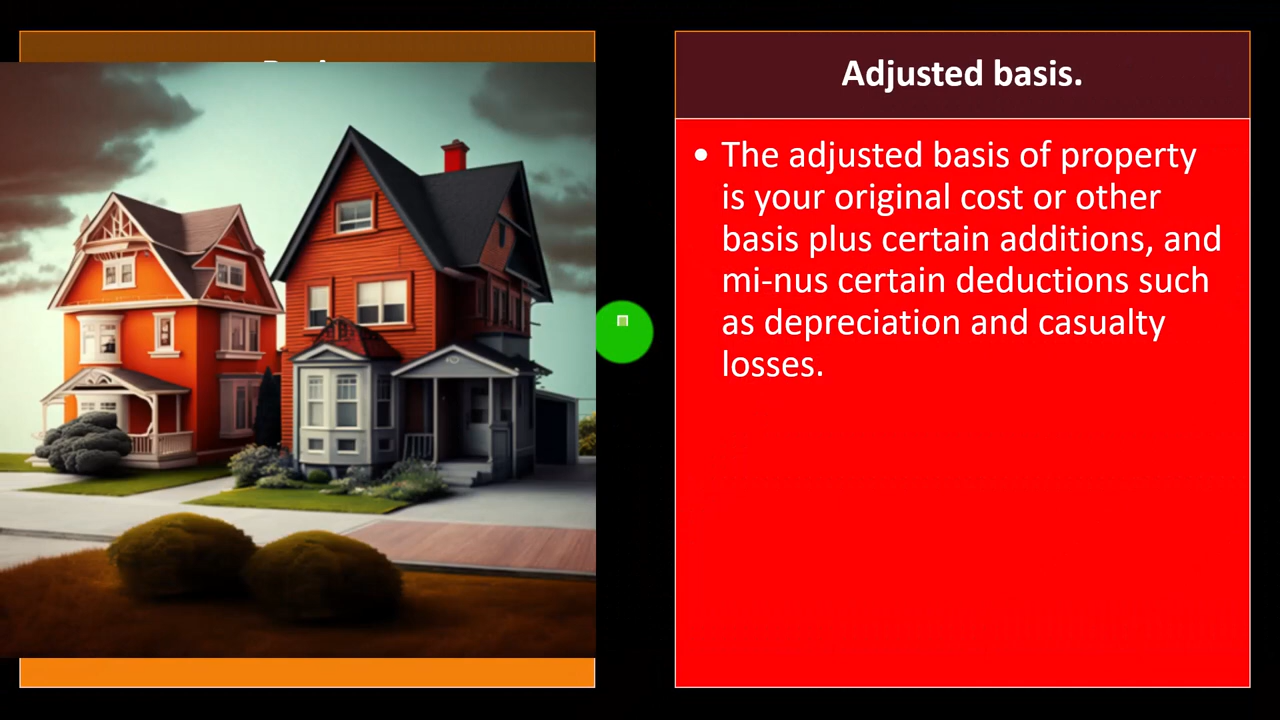 Adjusted basis.
• The adjusted basis of property
is your original cost or other
basis plus certain additions, and
mi-nus certain deductions such
as depreciation and casualty
losses.